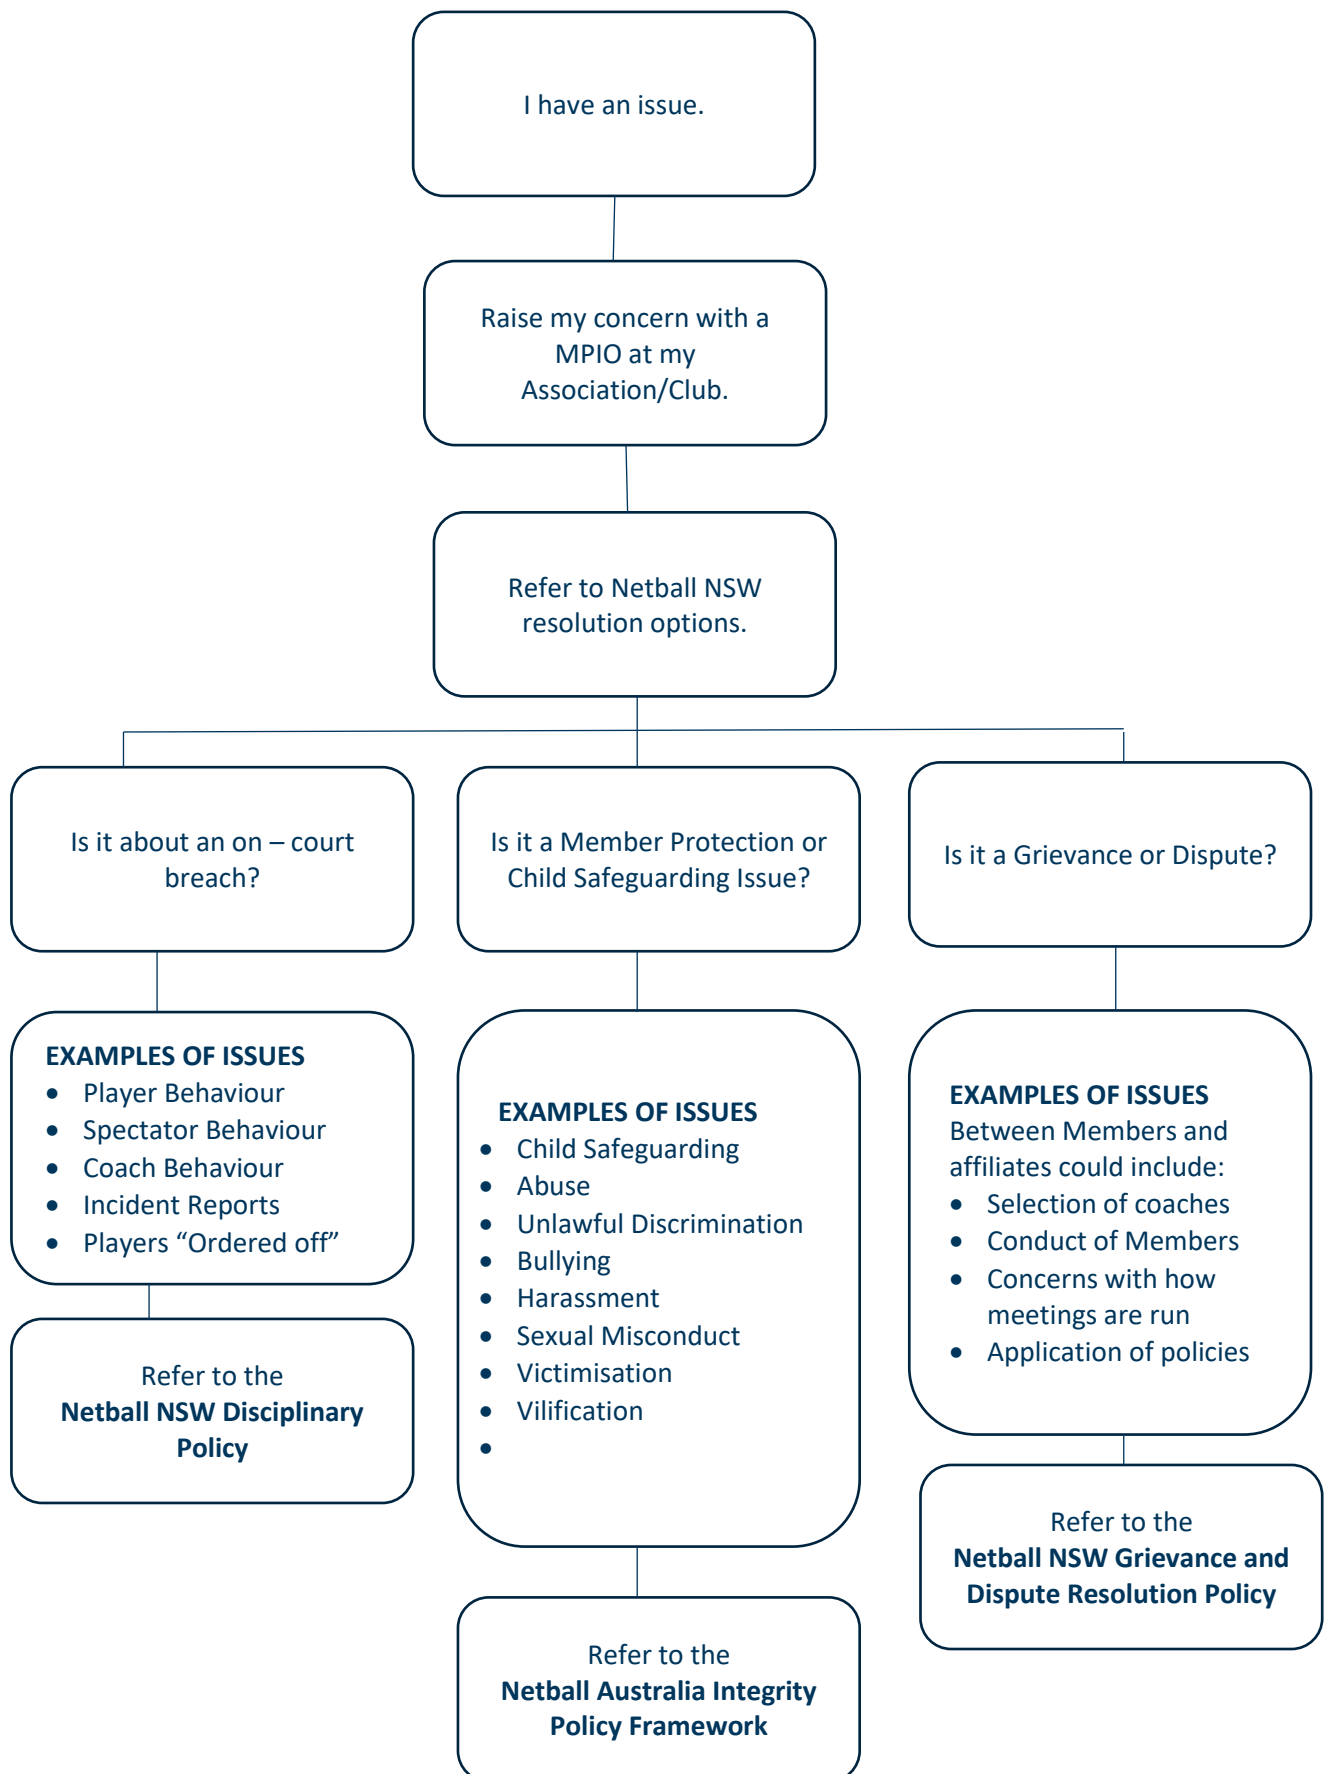 I have an issue.
Raise my concern with a
MPIO at my
Association/Club.
Refer to Netball NSW
resolution options.
Is it about an on – court
breach?
Is it a Member Protection or
Child Safeguarding Issue?
Is it a Grievance or Dispute?
EXAMPLES OF ISSUES
• Player Behaviour
• Spectator Behaviour
• Coach Behaviour
• Incident Reports
• Players “Ordered off”
Refer to the
Netball NSW Disciplinary
Policy
EXAMPLES OF ISSUES
• Child Safeguarding
• Abuse
• Unlawful Discrimination
• Bullying
• Harassment
• Sexual Misconduct
• Victimisation
• Vilification
•
Refer to the
Netball Australia Integrity
Policy Framework
EXAMPLES OF ISSUES
Between Members and
affiliates could include:
• Selection of coaches
• Conduct of Members
• Concerns with how
meetings are run
• Application of policies
Refer to the
Netball NSW Grievance and
Dispute Resolution Policy